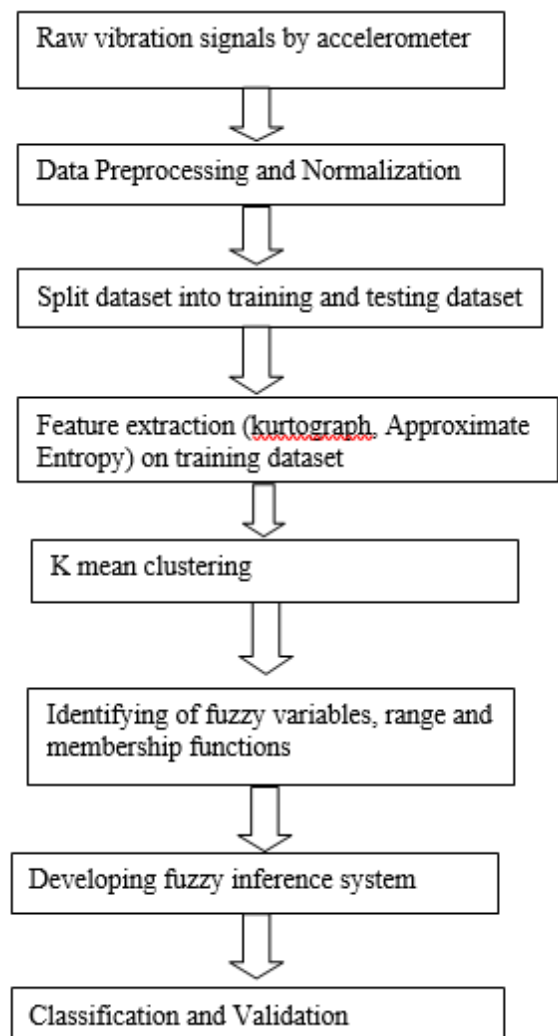 Raw vibration signals by accelerometer
Data Preprocessing and Normalization
Split dataset into training and testing dataset
Feature extraction (kurtograph, Approximate
Entropy) on training dataset
K mean clustering
Identifying of fuzzy variables, range and
membership functions
Developing fuzzy inference system
Classification and Validation